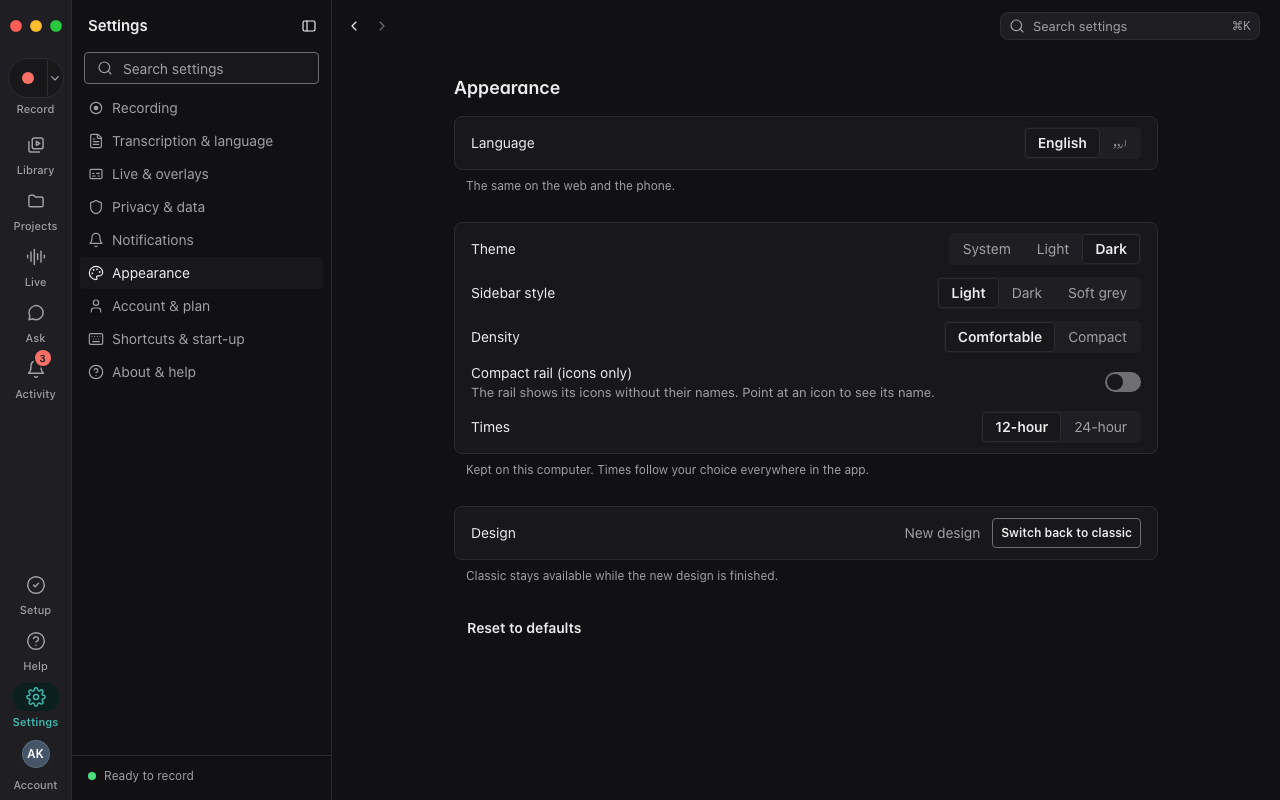 Settings
Search settings
⌘K
Record
Library
Projects
Live
Ask
3
Activity
Setup
Help
Settings
AK
Account
Search settings
Recording
Transcription & language
Live & overlays
Privacy & data
Notifications
Appearance
Account & plan
Shortcuts & start-up
About & help
Ready to record
Appearance
Language
English
اردو
The same on the web and the phone.
Theme
System Light Dark
Sidebar style
Light Dark Soft grey
Density
Comfortable Compact
Compact rail (icons only)
The rail shows its icons without their names. Point at an icon to see its name.
Times
12-hour 24-hour
Kept on this computer. Times follow your choice everywhere in the app.
Design
New design Switch back to classic
Classic stays available while the new design is finished.
Reset to defaults